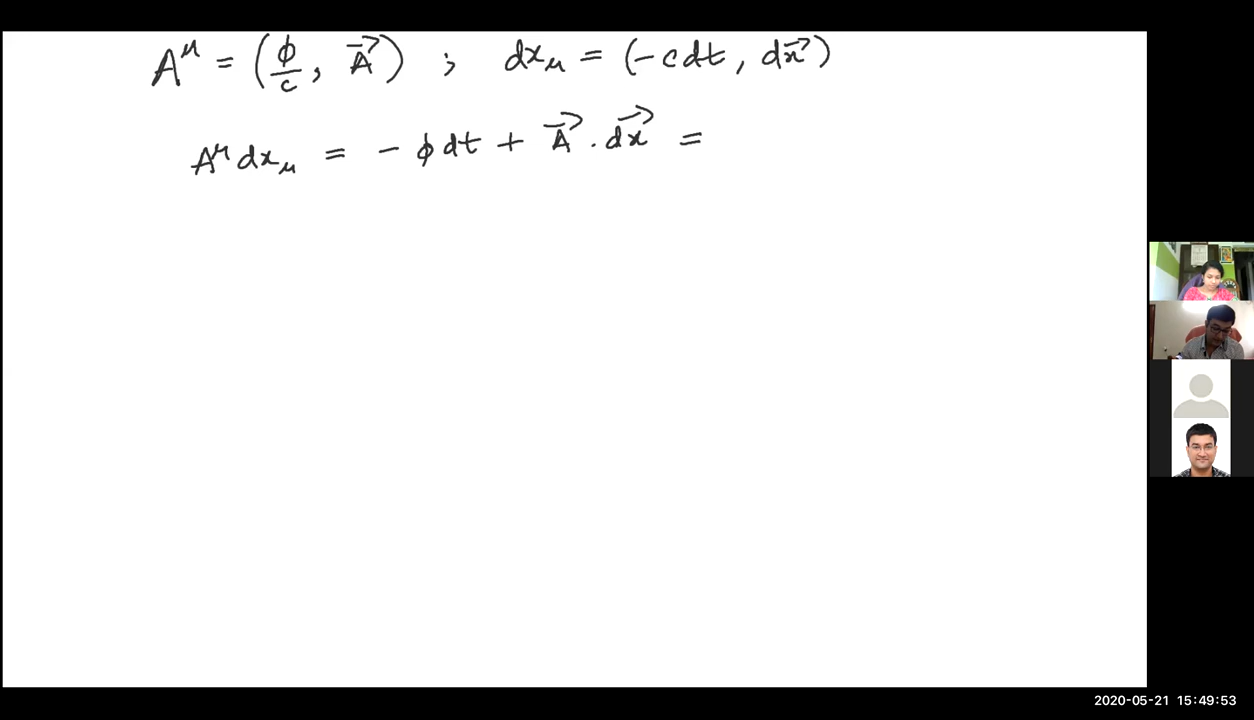 A^μ = (ϕ/c, A⃗) ; dx_μ = (-c dt, dx⃗)
A^μ dx_μ = - ϕ dt + A⃗ . dx⃗ =
2020-05-21 15:49:53